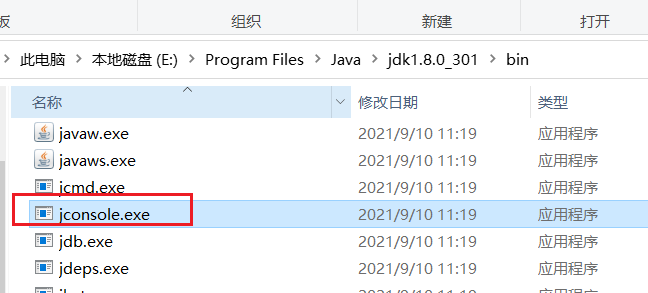 板 组织 新建 打开
此电脑 > 本地磁盘 (E:) > Program Files > Java > jdk1.8.0_301 > bin
名称 修改日期 类型
javaw.exe 2021/9/10 11:19 应用程序
javaws.exe 2021/9/10 11:19 应用程序
jcmd.exe 2021/9/10 11:19 应用程序
jconsole.exe 2021/9/10 11:19 应用程序
jdb.exe 2021/9/10 11:19 应用程序
jdeps.exe 2021/9/10 11:19 应用程序